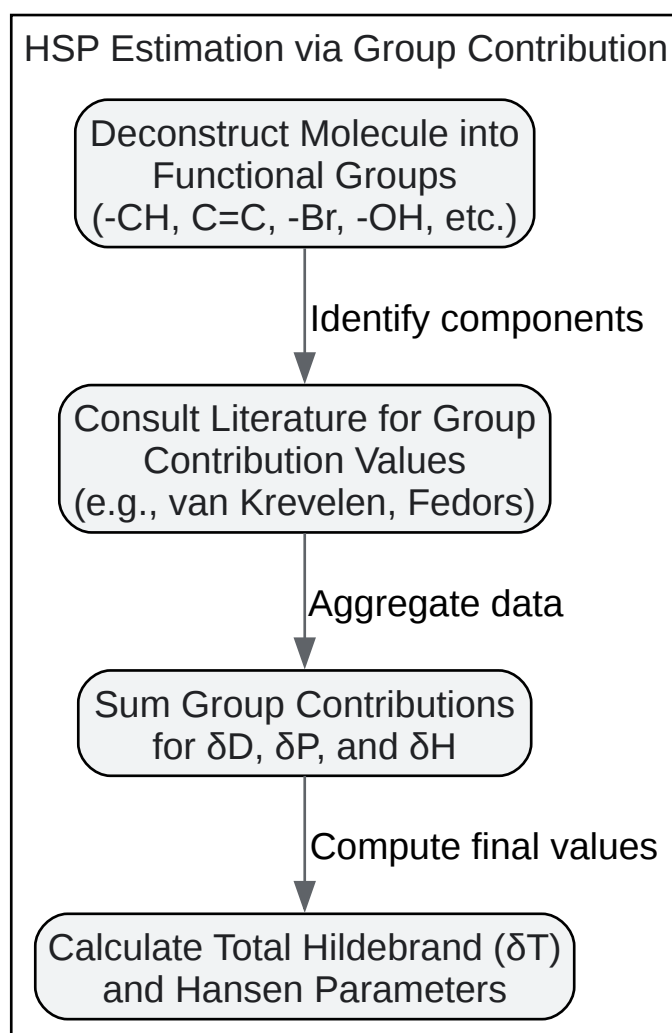 HSP Estimation via Group Contribution
Deconstruct Molecule into
Functional Groups
(-CH, C=C, -Br, -OH, etc.)
Identify components
Consult Literature for Group
Contribution Values
(e.g., van Krevelen, Fedors)
Aggregate data
Sum Group Contributions
for δD, δP, and δH
Compute final values
Calculate Total Hildebrand (δT)
and Hansen Parameters